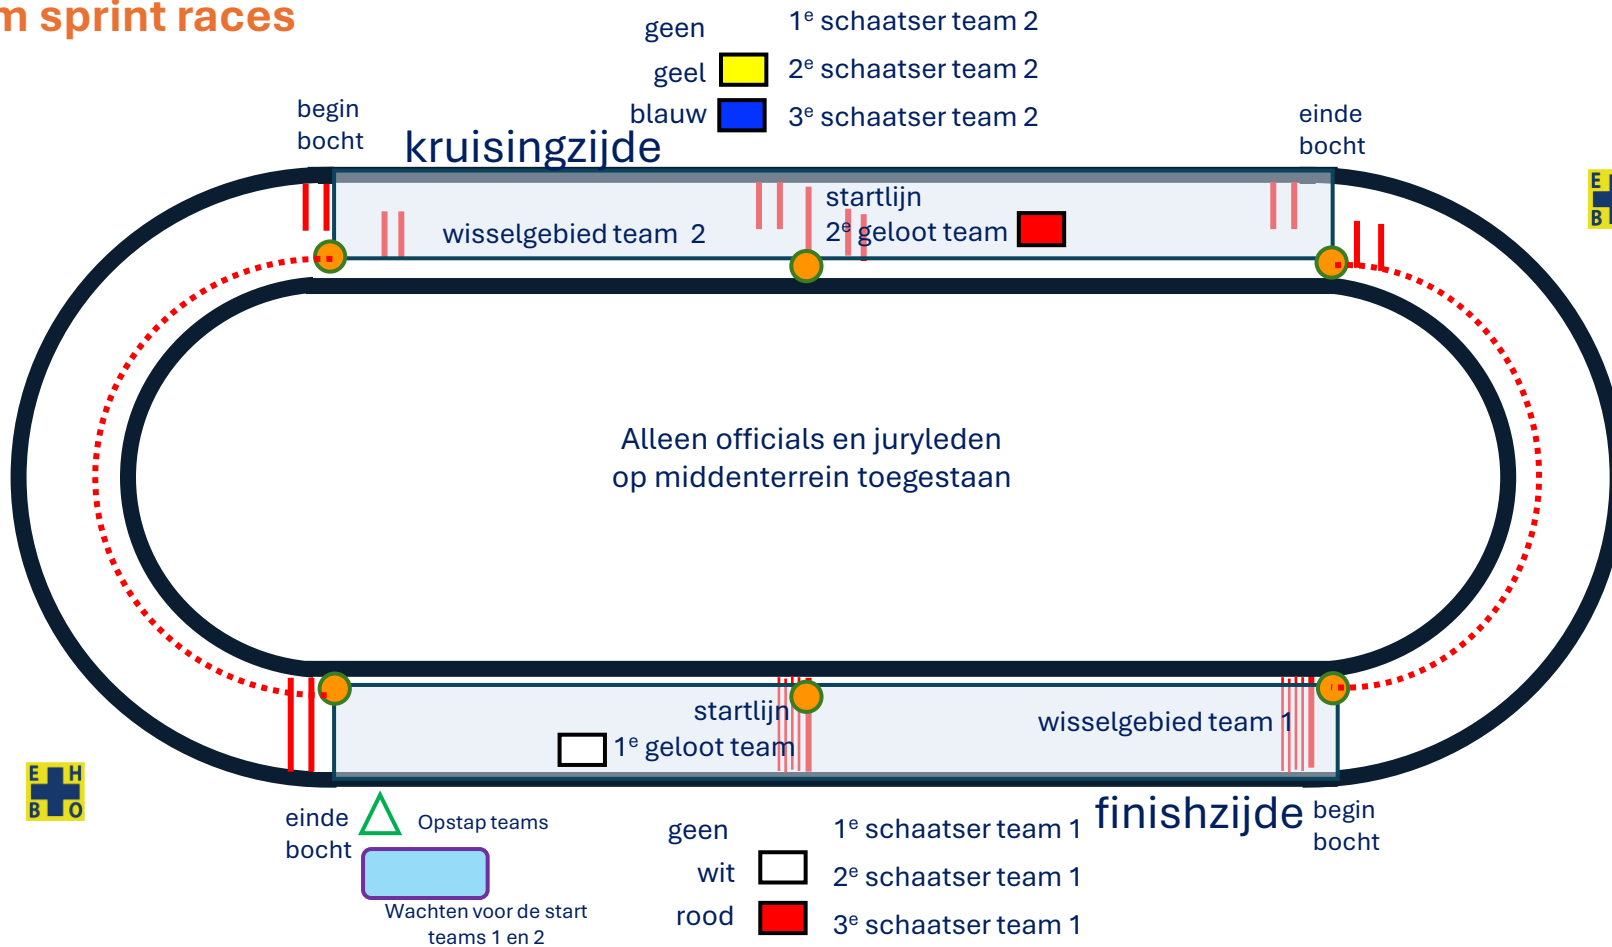 m sprint races
geen 1e schaatser team 2
geel 2e schaatser team 2
blauw 3e schaatser team 2
begin
bocht
kruisingzijde
einde
bocht
E
B
startlijn
2e geloot team
wisselgebied team 2
Alleen officials en juryleden
op middenterrein toegestaan
startlijn
1e geloot team
wisselgebied team 1
E H
B O
einde
bocht
Opstap teams
Wachten voor de start
teams 1 en 2
finishzijde
begin
bocht
geen 1e schaatser team 1
wit 2e schaatser team 1
rood 3e schaatser team 1